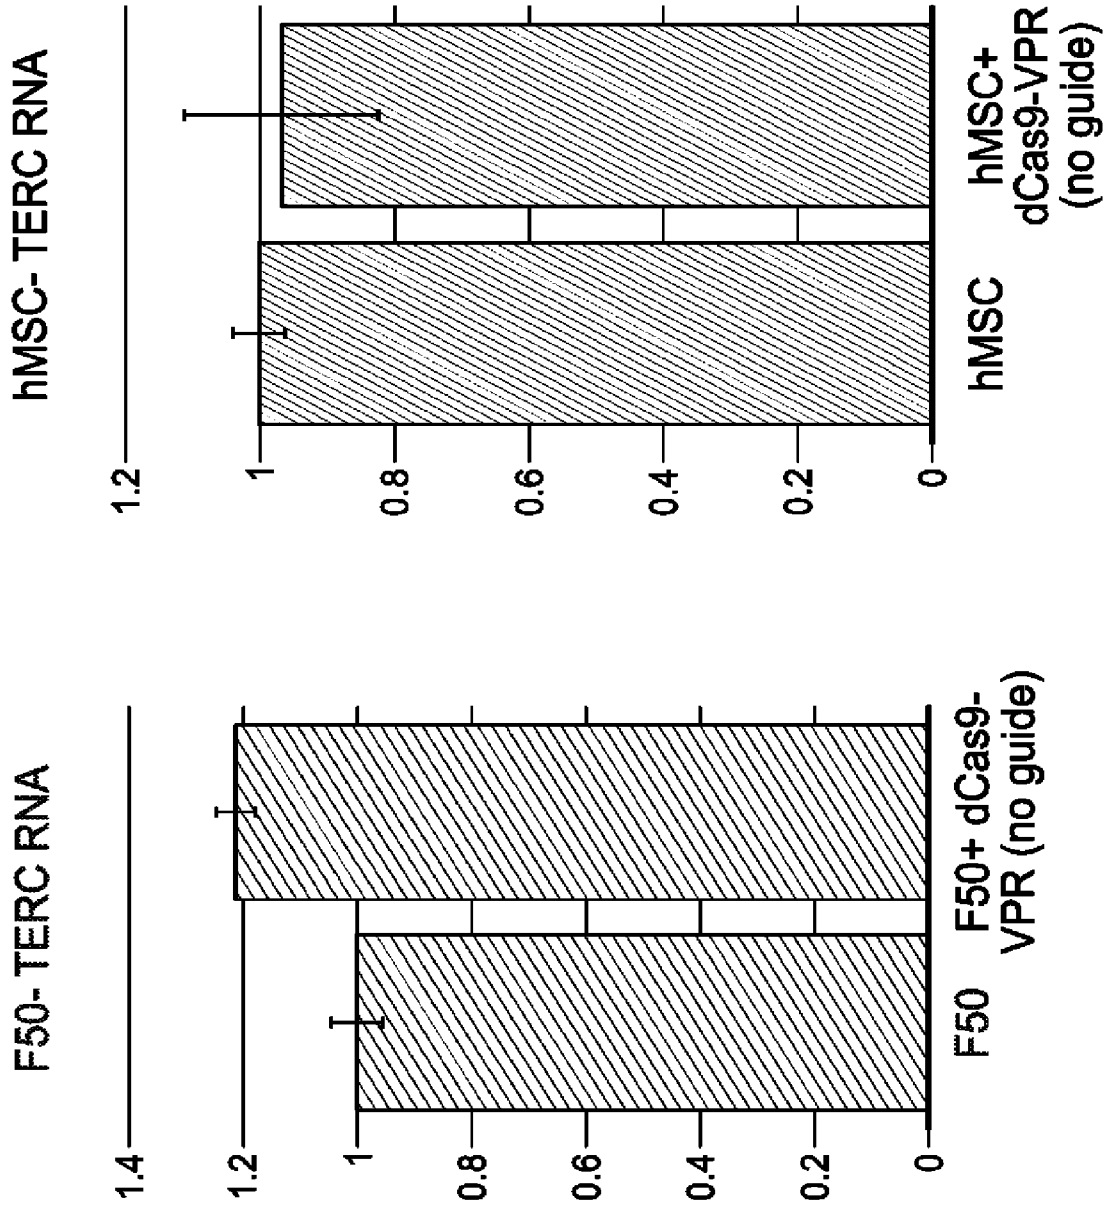 F50- TERC RNA
1.4
1.2
1
0.8
0.6
0.4
0.2
0
F50
F50+ dCas9-
VPR (no guide)
hMSC- TERC RNA
1.2
1
0.8
0.6
0.4
0.2
0
hMSC
hMSC+
dCas9-VPR
(no guide)